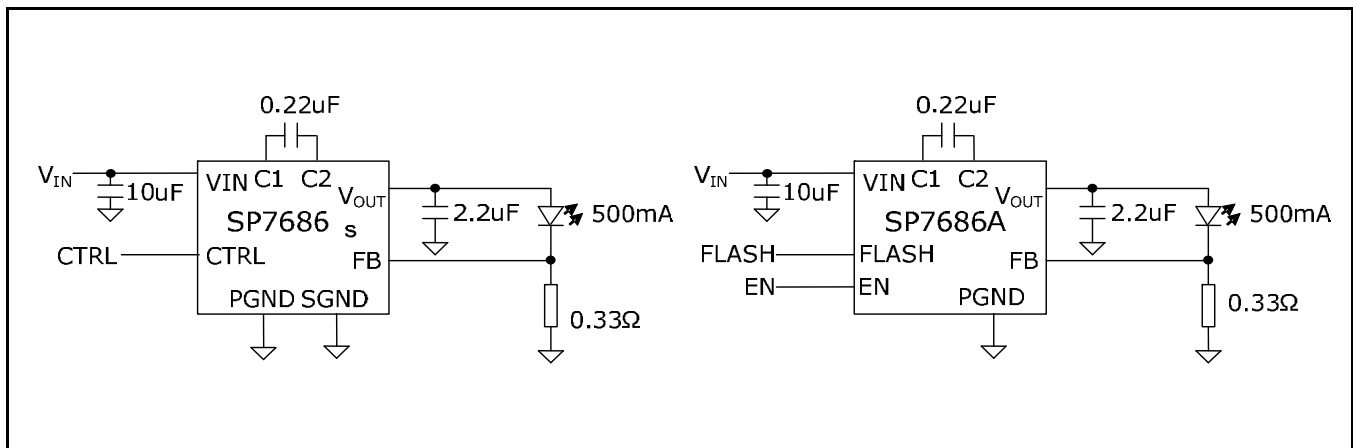 0.22uF
VIN
10uF
VIN C1 C2
VOUT
SP7686
s
2.2uF
500mA
CTRL
CTRL
FB
PGND SGND
0.33Ω
0.22uF
VIN
10uF
VIN C1 C2
VOUT
SP7686A
2.2uF
500mA
FLASH
FLASH
FB
EN
EN
PGND
0.33Ω